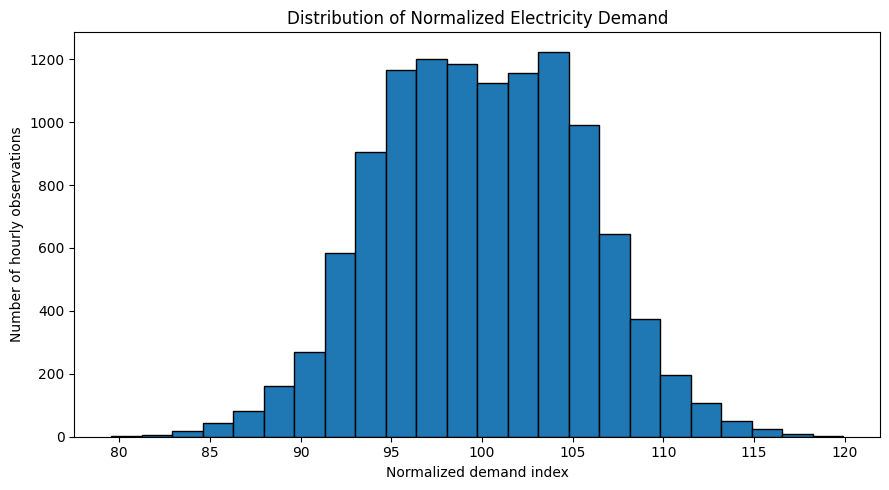 Distribution of Normalized Electricity Demand
Number of hourly observations
1200
1000
800
600
400
200
0
80 85 90 95 100 105 110 115 120
Normalized demand index